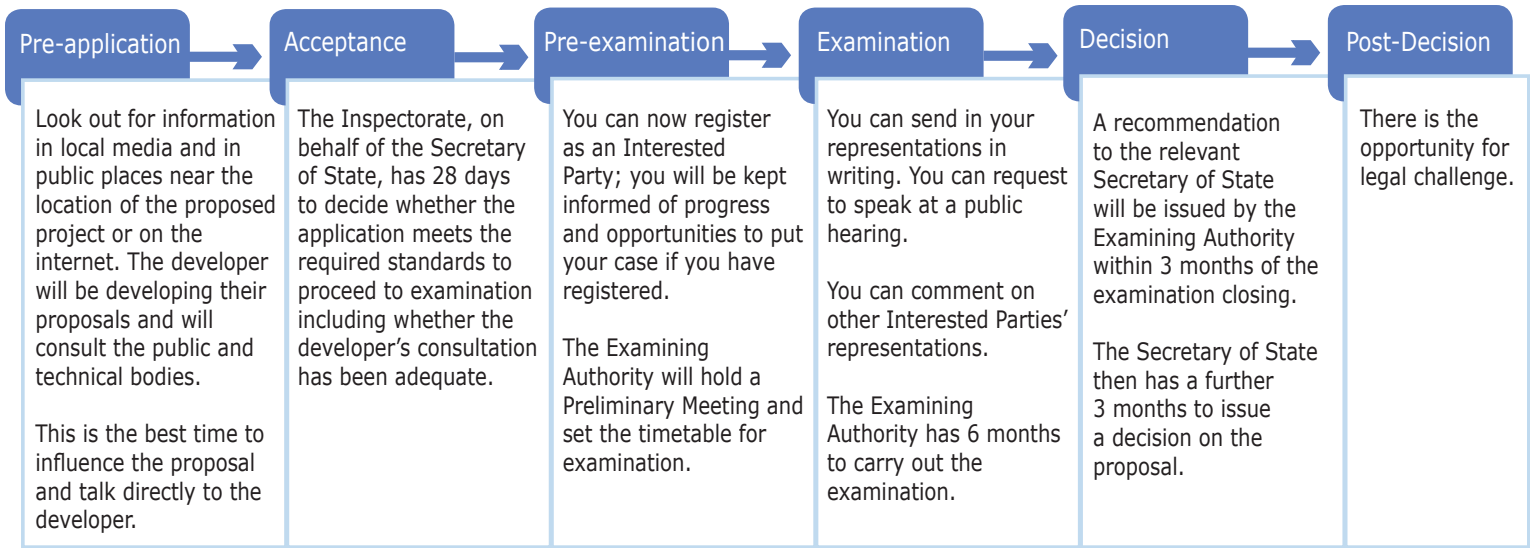 Pre-application
Look out for information
in local media and in
public places near the
location of the proposed
project or on the
internet. The developer
will be developing their
proposals and will
consult the public and
technical bodies.
This is the best time to
influence the proposal
and talk directly to the
developer.
Acceptance
The Inspectorate, on
behalf of the Secretary
of State, has 28 days
to decide whether the
application meets the
required standards to
proceed to examination
including whether the
developer’s consultation
has been adequate.
Pre-examination
You can now register
as an Interested
Party; you will be kept
informed of progress
and opportunities to put
your case if you have
registered.
The Examining
Authority will hold a
Preliminary Meeting and
set the timetable for
examination.
Examination
You can send in your
representations in
writing. You can request
to speak at a public
hearing.
You can comment on
other Interested Parties’
representations.
The Examining
Authority has 6 months
to carry out the
examination.
Decision
A recommendation
to the relevant
Secretary of State
will be issued by the
Examining Authority
within 3 months of the
examination closing.
The Secretary of State
then has a further
3 months to issue
a decision on the
proposal.
Post-Decision
There is the
opportunity for
legal challenge.